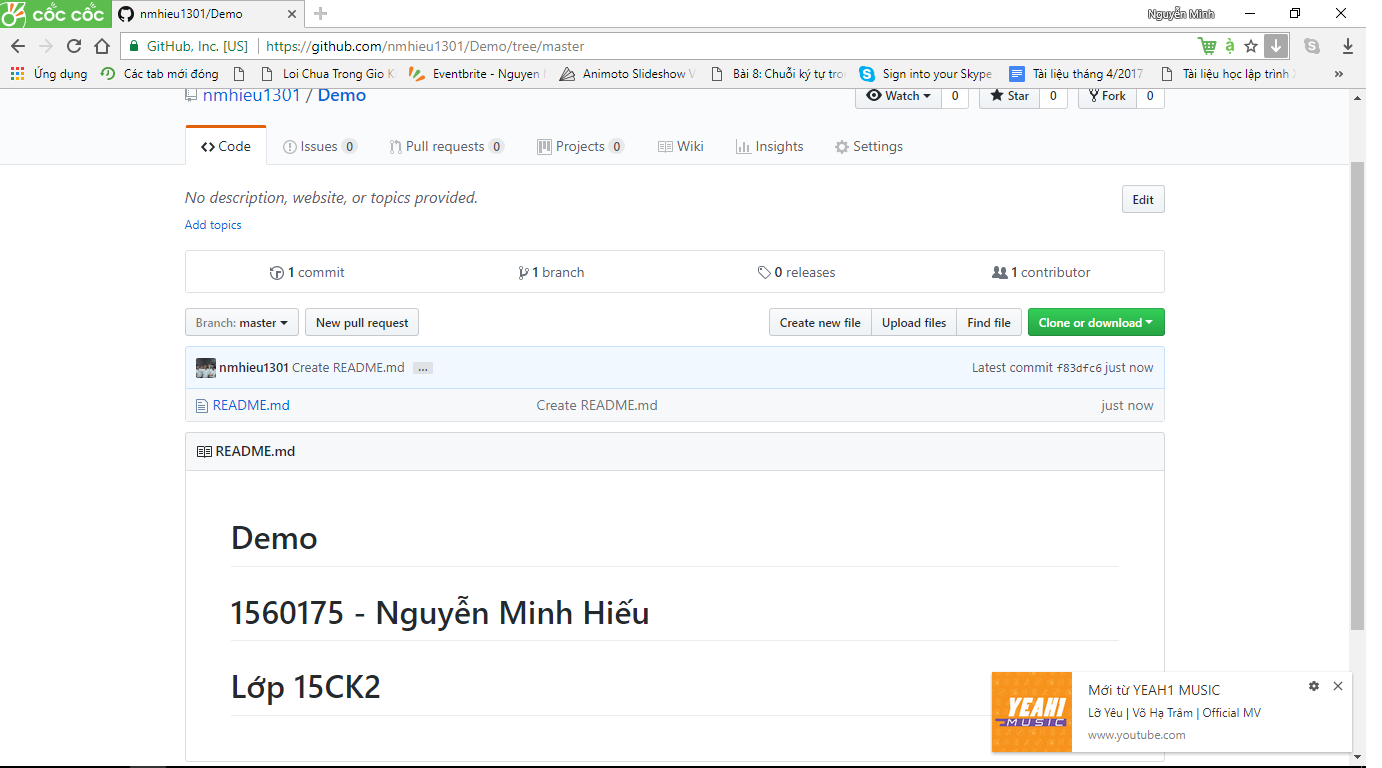 cốc cốc
nmhieu1301/Demo
Nguyễn Minh
GitHub, Inc. [US] https://github.com/nmhieu1301/Demo/tree/master
Ứng dụng Các tab mới đóng Loi Chua Trong Gio K Eventbrite - Nguyen Animoto Slideshow V Bài 8: Chuỗi ký tự tro Sign into your Skype Tài liệu tháng 4/2017 Tài liệu học lập trình »
nmhieu1301 / Demo
Watch 0 Star 0 Fork 0
Code Issues 0 Pull requests 0 Projects 0 Wiki Insights Settings
No description, website, or topics provided.
Edit
Add topics
1 commit 1 branch 0 releases 1 contributor
Branch: master New pull request Create new file Upload files Find file Clone or download
nmhieu1301 Create README.md ... Latest commit f83dfc6 just now
README.md Create README.md just now
README.md
Demo
1560175 - Nguyễn Minh Hiếu
Lớp 15CK2
YEAH1
MUSIC
Mới từ YEAH1 MUSIC
Lỡ Yêu | Võ Hạ Trâm | Official MV
www.youtube.com